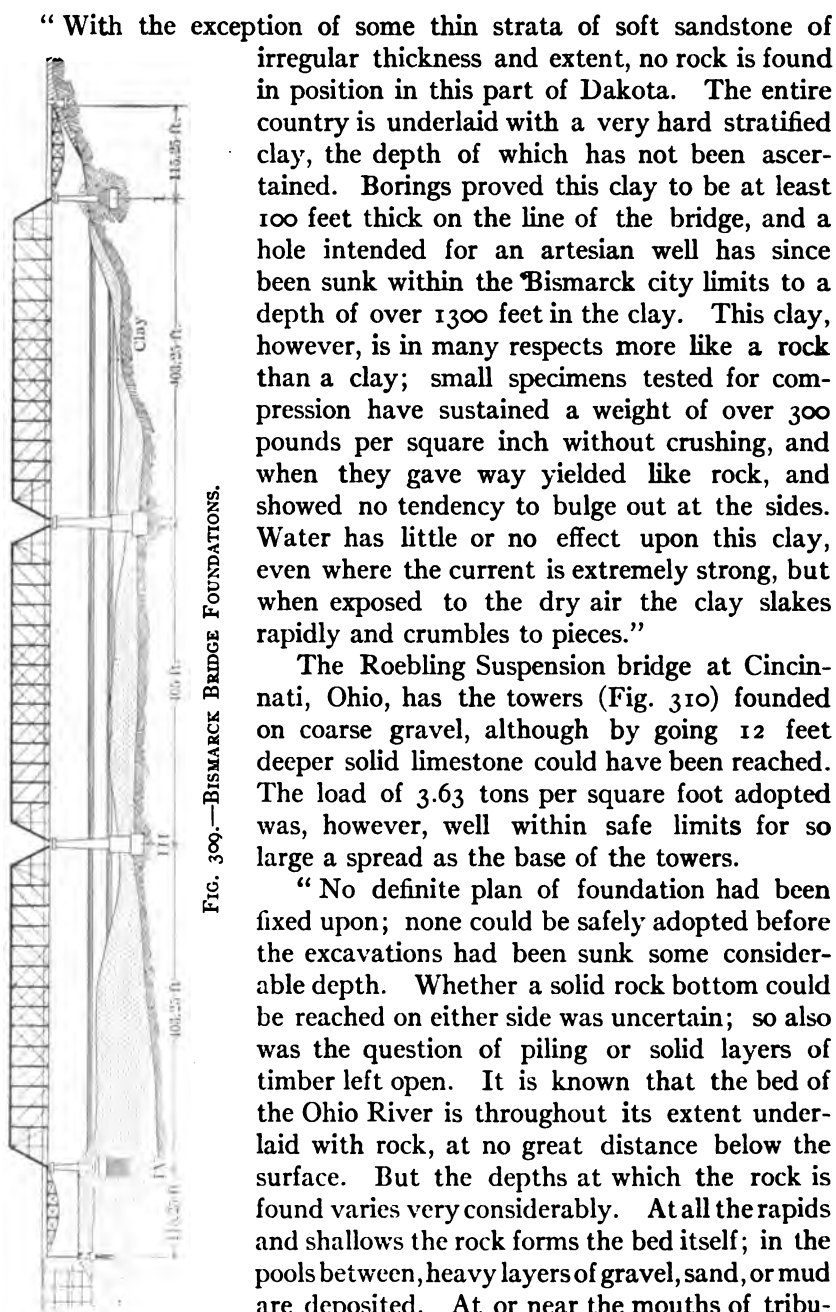 “ With the exception of some thin strata of soft sandstone of
irregular thickness and extent, no rock is found
in position in this part of Dakota. The entire
country is underlaid with a very hard stratified
clay, the depth of which has not been ascer-
tained. Borings proved this clay to be at least
100 feet thick on the line of the bridge, and a
hole intended for an artesian well has since
been sunk within the Bismarck city limits to a
depth of over 1300 feet in the clay. This clay,
however, is in many respects more like a rock
than a clay; small specimens tested for com-
pression have sustained a weight of over 300
pounds per square inch without crushing, and
when they gave way yielded like rock, and
showed no tendency to bulge out at the sides.
Water has little or no effect upon this clay,
even where the current is extremely strong, but
when exposed to the dry air the clay slakes
rapidly and crumbles to pieces.”
The Roebling Suspension bridge at Cincin-
nati, Ohio, has the towers (Fig. 310) founded
on coarse gravel, although by going 12 feet
deeper solid limestone could have been reached.
The load of 3.63 tons per square foot adopted
was, however, well within safe limits for so
large a spread as the base of the towers.
“ No definite plan of foundation had been
fixed upon; none could be safely adopted before
the excavations had been sunk some consider-
able depth. Whether a solid rock bottom could
be reached on either side was uncertain; so also
was the question of piling or solid layers of
timber left open. It is known that the bed of
the Ohio River is throughout its extent under-
laid with rock, at no great distance below the
surface. But the depths at which the rock is
found varies very considerably. At all the rapids
and shallows the rock forms the bed itself; in the
pools between, heavy layers of gravel, sand, or mud
are deposited. At or near the mouths of tribu-
Fig. 309.—Bismarck Bridge Foundations.
115.25 ft.
Clay
403.25 ft.
403.25 ft.
III
IV